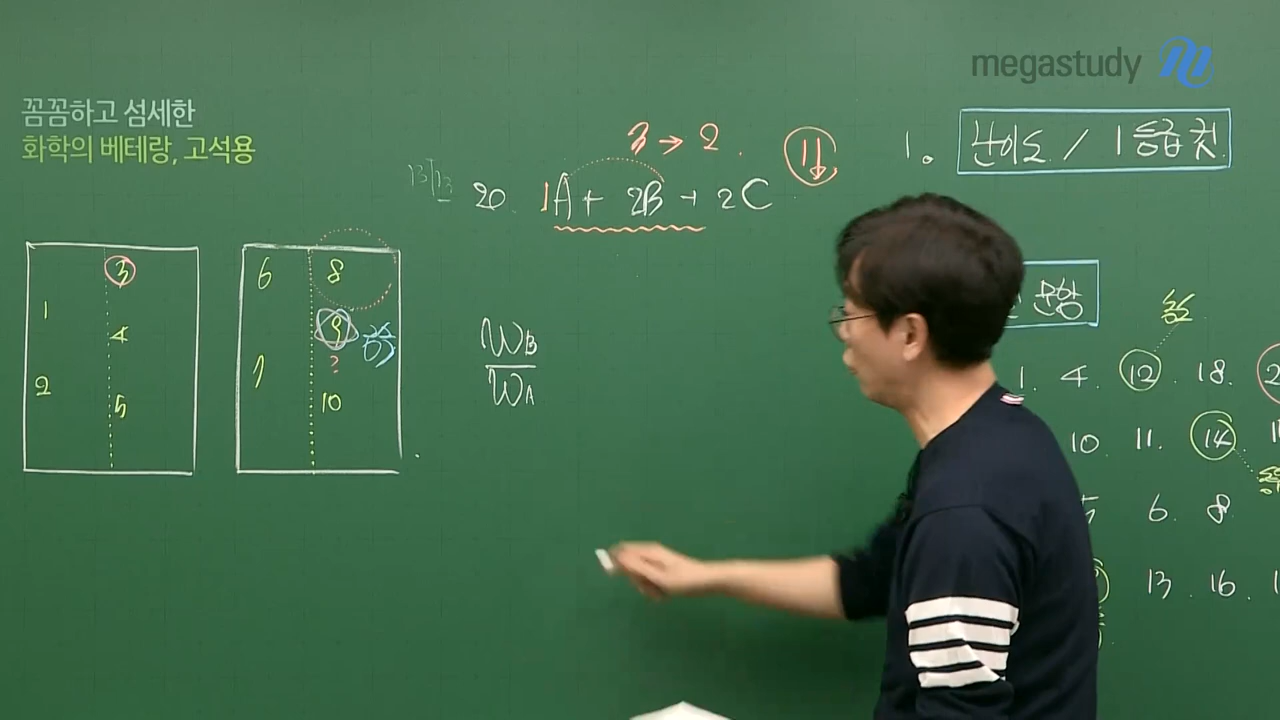 megastudy
꼼꼼하고 섬세한
화학의 베테랑, 고석용
3 → 2.
1. 난이도 / 1등급 컷
20. 1A + 2B → 2C
3
1
4
2
5
6 8
9
?
7
10
W_B
W_A
문항
1. 4. 12. 18.
10. 11. 14
6. 8
13. 16.